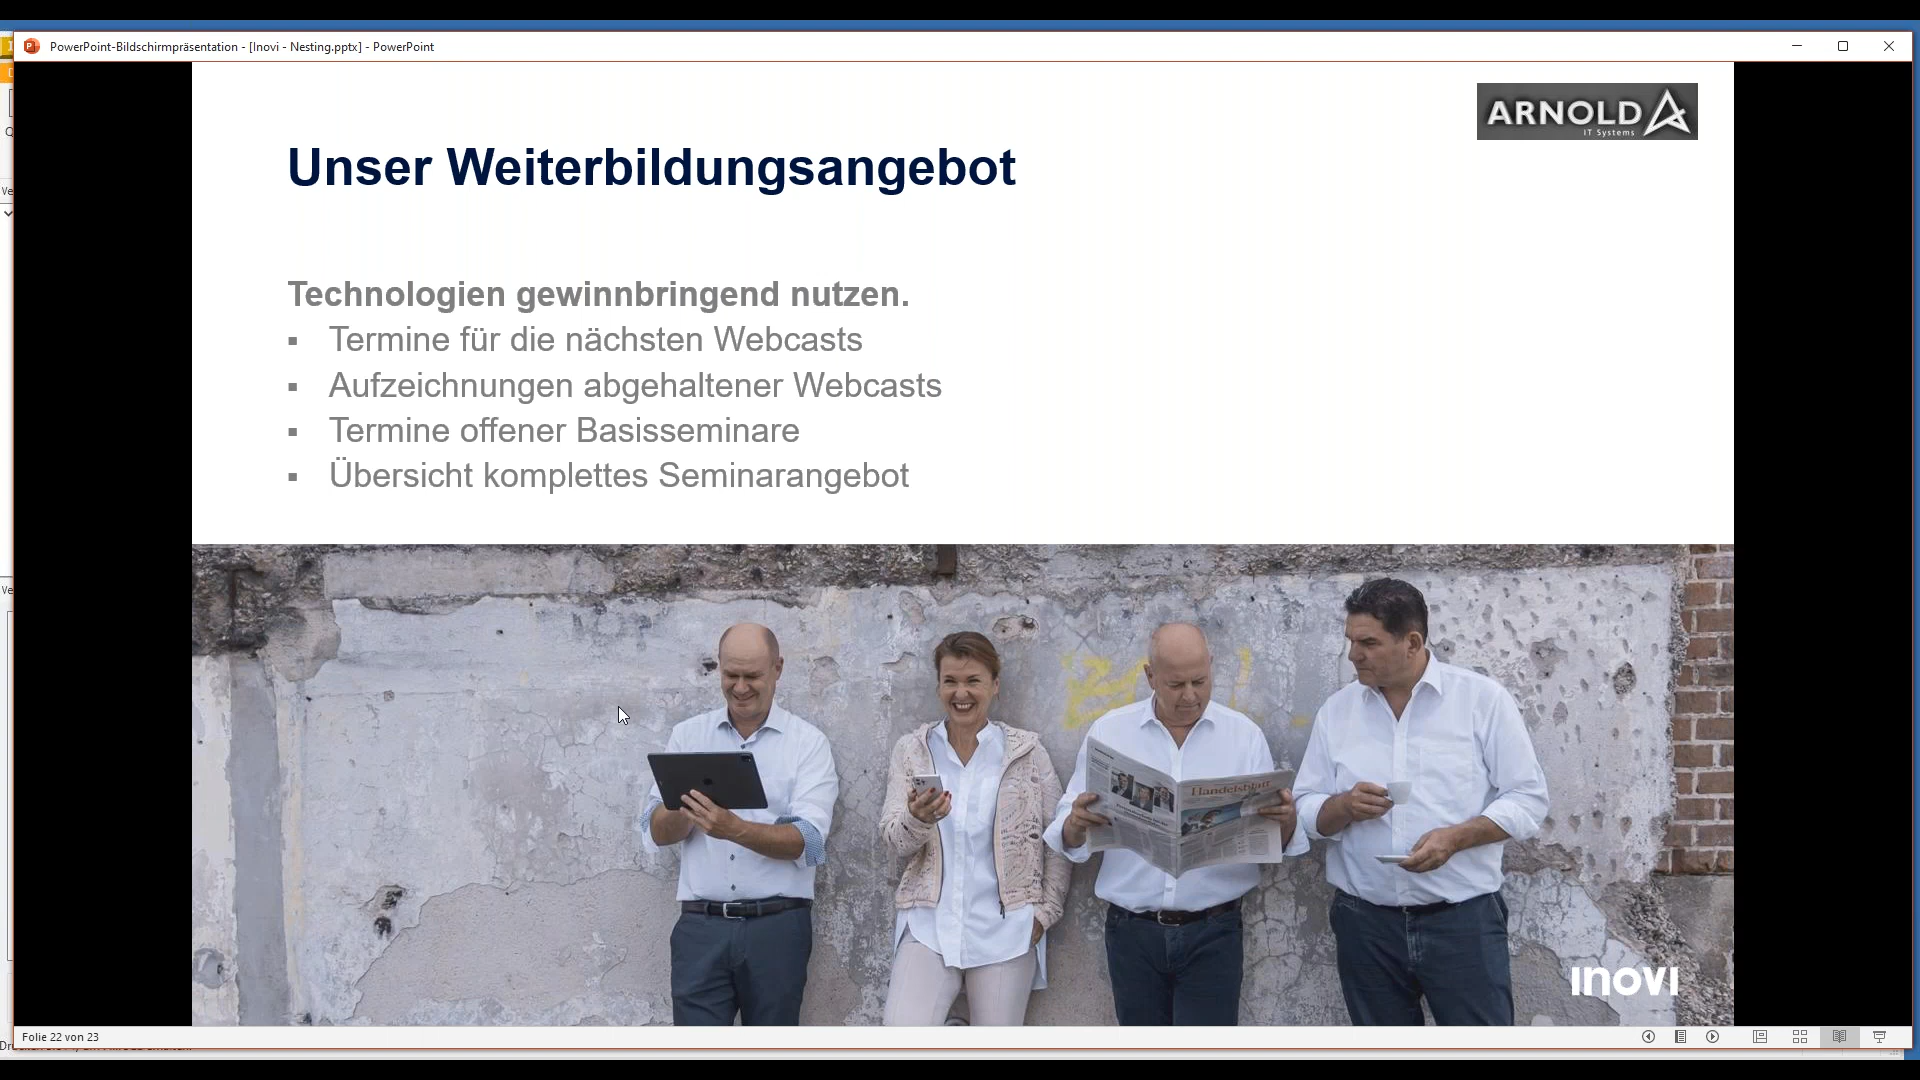 PowerPoint-Bildschirmpräsentation - [Inovi - Nesting.pptx] - PowerPoint
ARNOLD
IT Systems
Unser Weiterbildungsangebot
Technologien gewinnbringend nutzen.
▪ Termine für die nächsten Webcasts
▪ Aufzeichnungen abgehaltener Webcasts
▪ Termine offener Basisseminare
▪ Übersicht komplettes Seminarangebot
Handelsblatt
INOVI
Folie 22 von 23